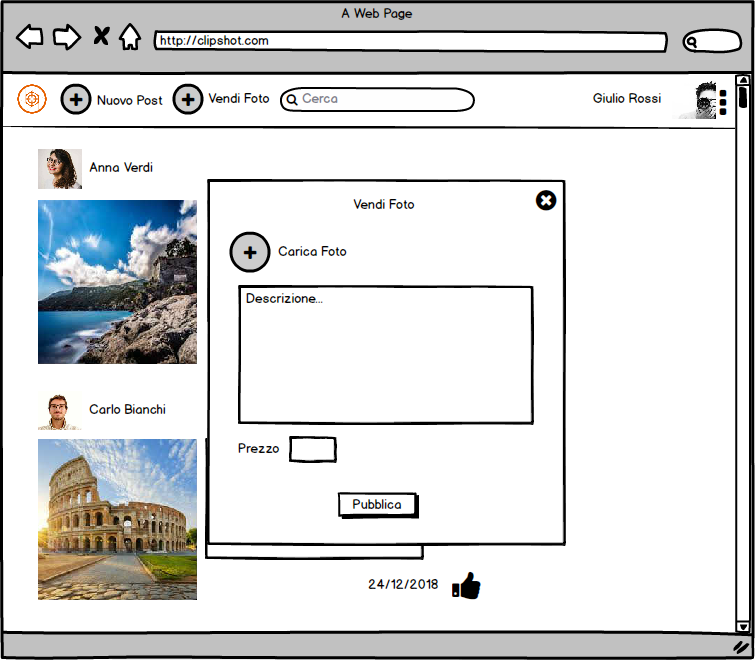 A Web Page
http://clipshot.com
Nuovo Post
Vendi Foto
Cerca
Giulio Rossi
Anna Verdi
Vendi Foto
Carica Foto
Descrizione...
Carlo Bianchi
Prezzo
Pubblica
24/12/2018